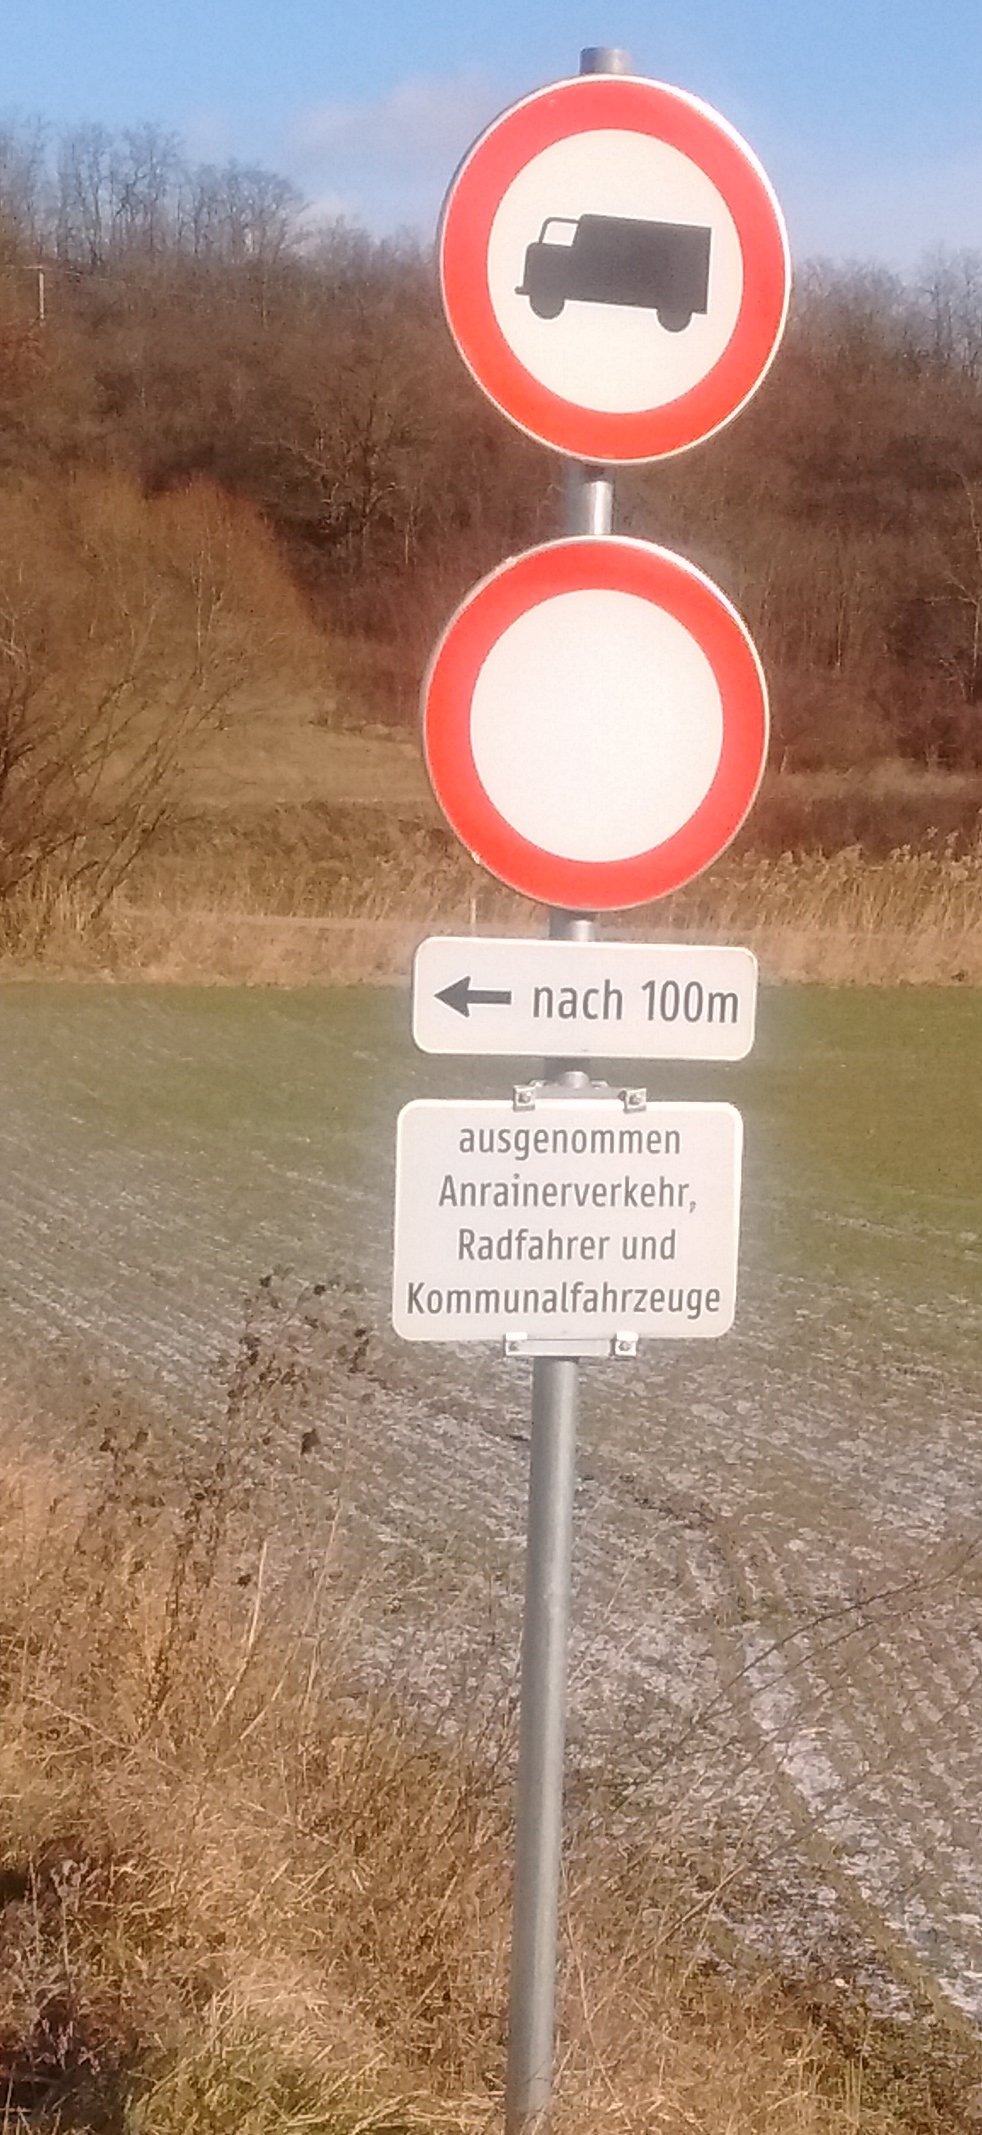 ← nach 100m
ausgenommen
Anrainerverkehr,
Radfahrer und
Kommunalfahrzeuge